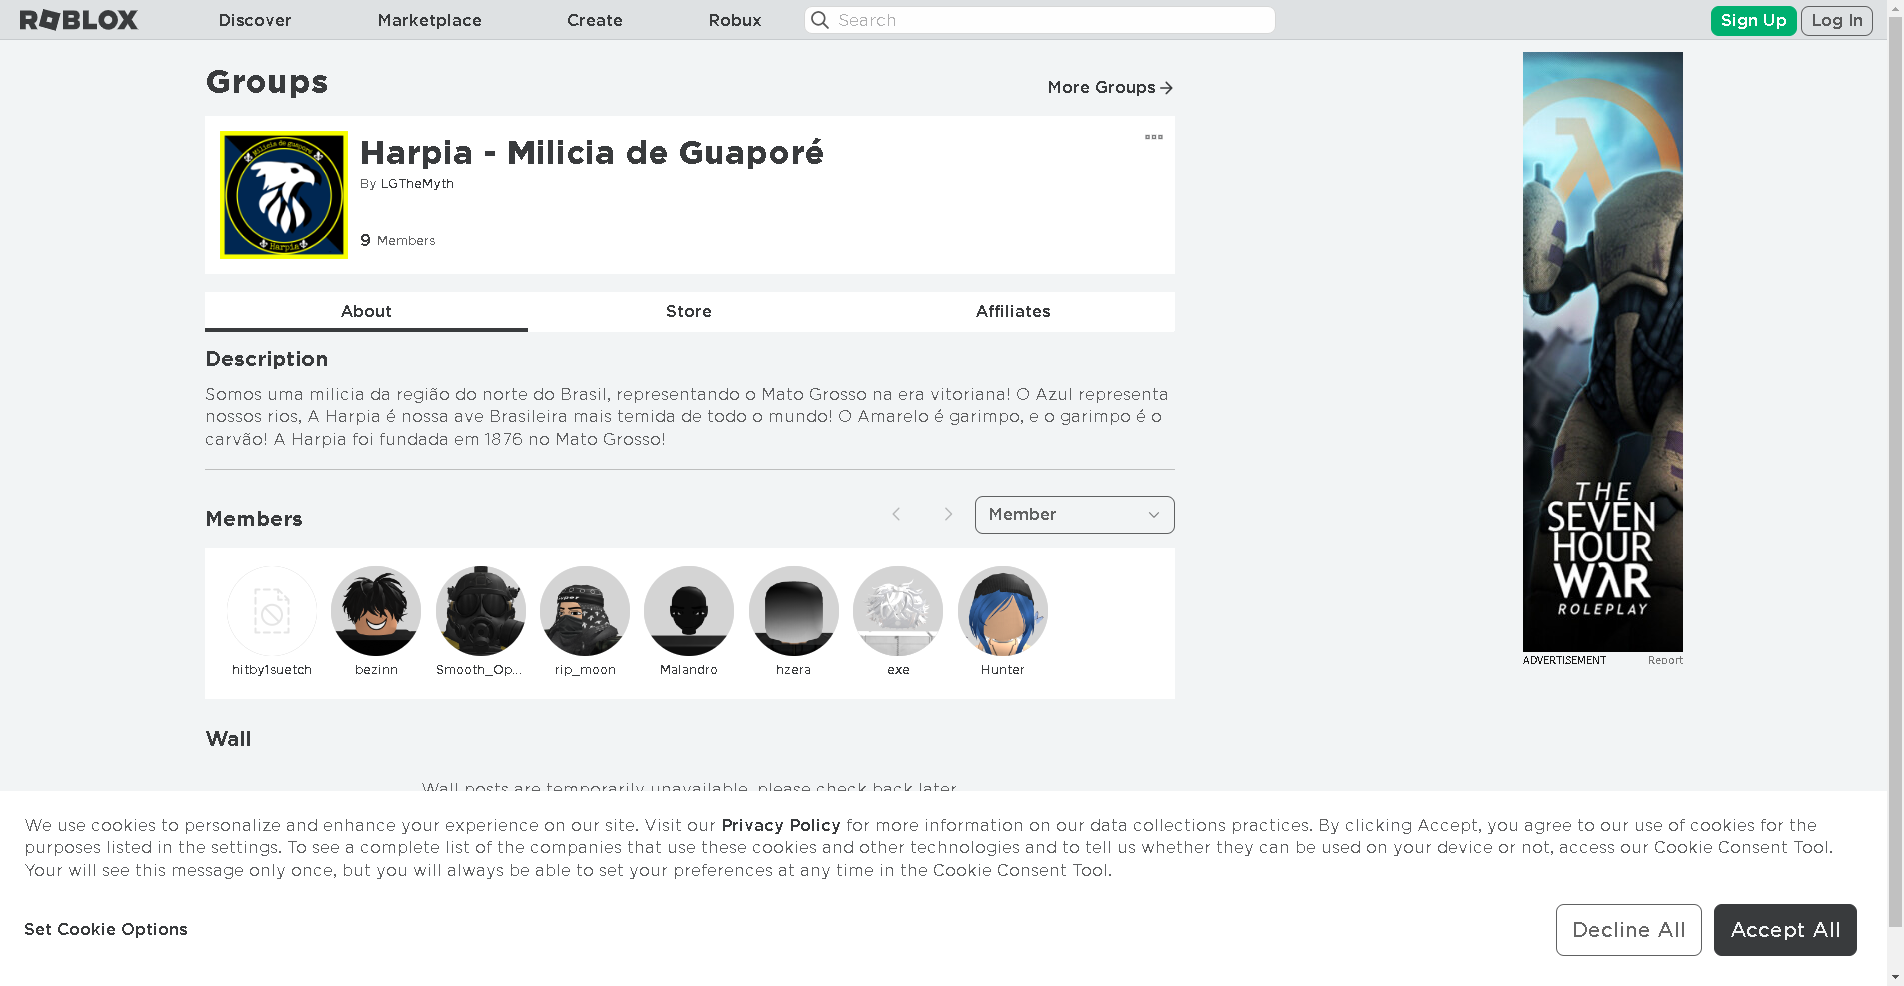 ROBLOX
Discover
Marketplace
Create
Robux
Search
Sign Up
Log In
Groups
More Groups
Milicia de guaporé
Harpia
Harpia - Milicia de Guaporé
By LGTheMyth
9 Members
About
Store
Affiliates
Description
Somos uma milicia da região do norte do Brasil, representando o Mato Grosso na era vitoriana! O Azul representa
nossos rios, A Harpia é nossa ave Brasileira mais temida de todo o mundo! O Amarelo é garimpo, e o garimpo é o
carvão! A Harpia foi fundada em 1876 no Mato Grosso!
Members
Member
hitby1suetch
bezinn
Smooth_Op...
rip_moon
Malandro
hzera
exe
Hunter
THE
SEVEN
HOUR
WAR
ROLEPLAY
ADVERTISEMENT
Report
Wall
Wall posts are temporarily unavailable, please check back later.
We use cookies to personalize and enhance your experience on our site. Visit our Privacy Policy for more information on our data collections practices. By clicking Accept, you agree to our use of cookies for the
purposes listed in the settings. To see a complete list of the companies that use these cookies and other technologies and to tell us whether they can be used on your device or not, access our Cookie Consent Tool.
Your will see this message only once, but you will always be able to set your preferences at any time in the Cookie Consent Tool.
Set Cookie Options
Decline All
Accept All